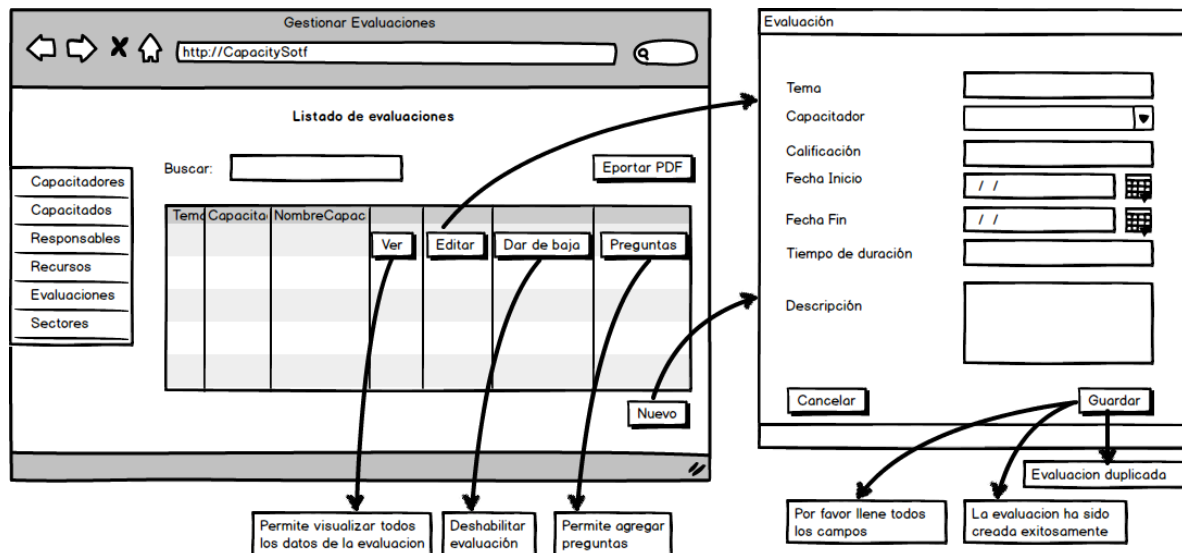 Gestionar Evaluaciones
http://CapacitySotf
Listado de evaluaciones
Buscar:
Eportar PDF
Capacitadores
Capacitados
Responsables
Recursos
Evaluaciones
Sectores
Tema Capacita NombreCapac
Ver Editar Dar de baja Preguntas
Nuevo
Permite visualizar todos
los datos de la evaluacion
Deshabilitar
evaluación
Permite agregar
preguntas
Evaluación
Tema
Capacitador
Calificación
Fecha Inicio / /
Fecha Fin / /
Tiempo de duración
Descripción
Cancelar Guardar
Evaluacion duplicada
Por favor llene todos
los campos
La evaluacion ha sido
creada exitosamente